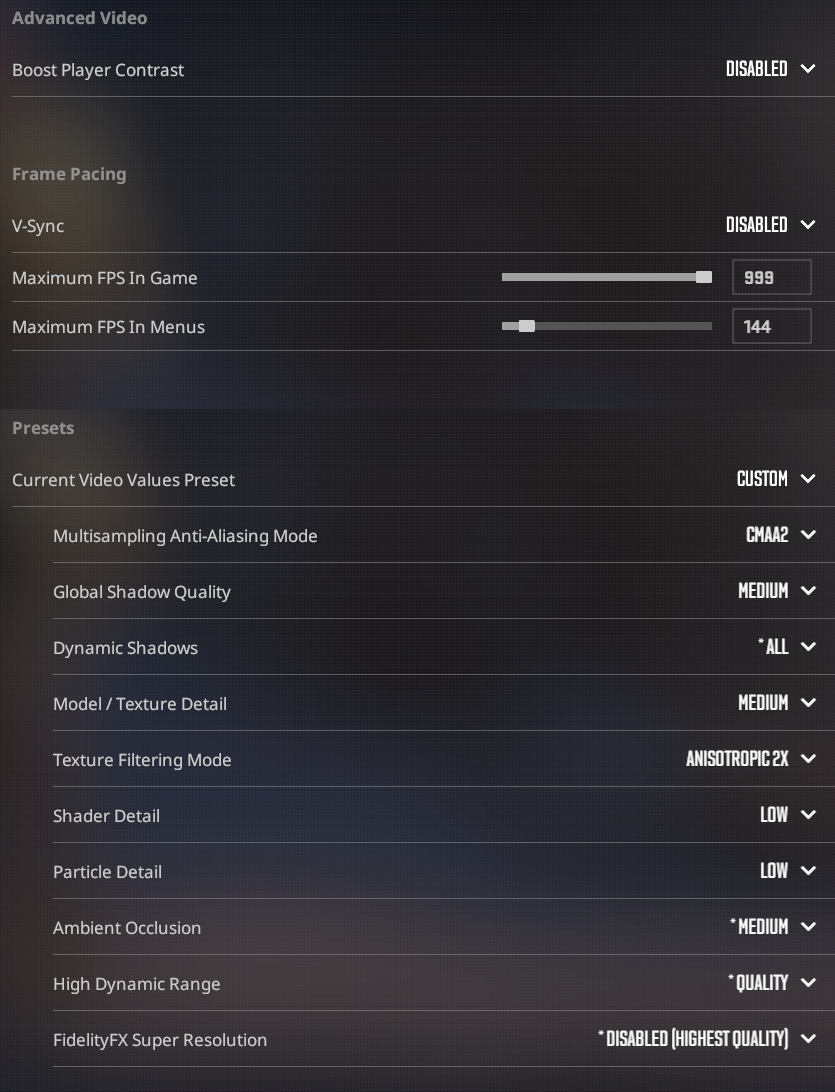 Advanced Video
Boost Player Contrast DISABLED
Frame Pacing
V-Sync DISABLED
Maximum FPS In Game 999
Maximum FPS In Menus 144
Presets
Current Video Values Preset CUSTOM
Multisampling Anti-Aliasing Mode CMAA2
Global Shadow Quality MEDIUM
Dynamic Shadows * ALL
Model / Texture Detail MEDIUM
Texture Filtering Mode ANISOTROPIC 2X
Shader Detail LOW
Particle Detail LOW
Ambient Occlusion * MEDIUM
High Dynamic Range * QUALITY
FidelityFX Super Resolution * DISABLED (HIGHEST QUALITY)